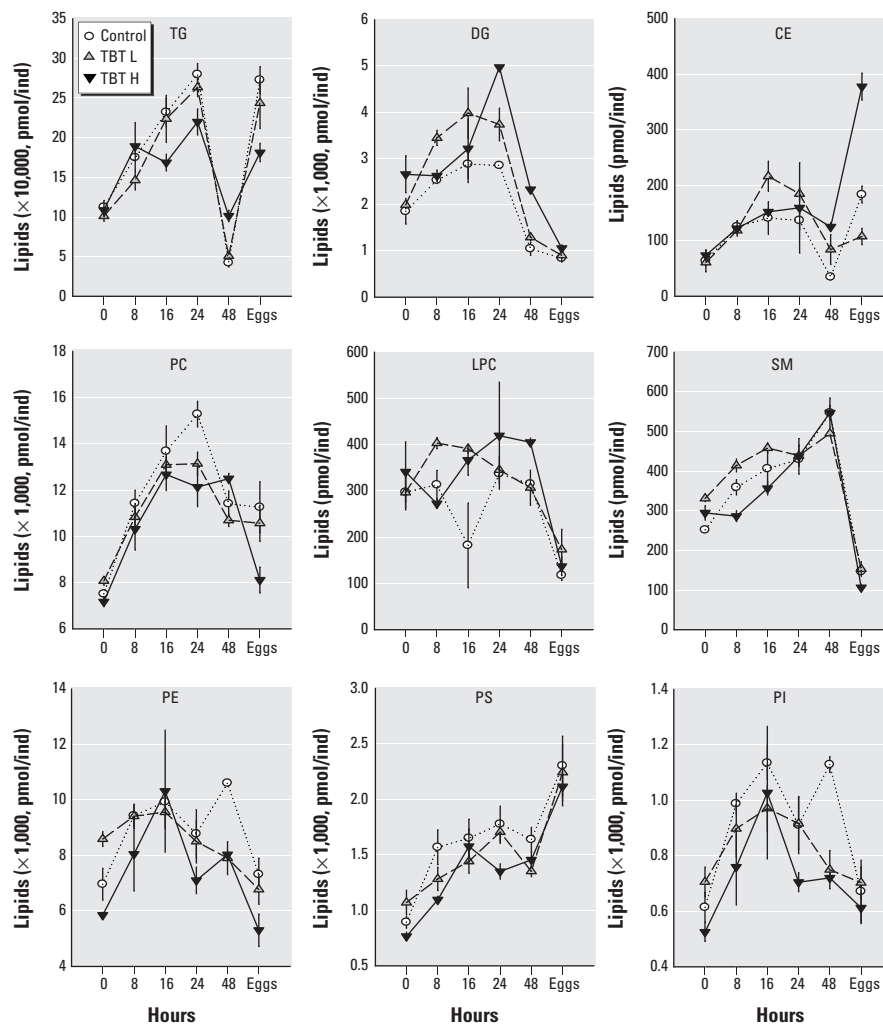 TG
Control
TBT L
TBT H
Lipids (×10,000, pmol/ind)
35
30
25
20
15
10
5
0
0 8 16 24 48 Eggs
DG
Lipids (×1,000, pmol/ind)
6
5
4
3
2
1
0
0 8 16 24 48 Eggs
CE
Lipids (pmol/ind)
500
400
300
200
100
0
0 8 16 24 48 Eggs
PC
Lipids (× 1,000, pmol/ind)
18
16
14
12
10
8
6
0 8 16 24 48 Eggs
LPC
Lipids (pmol/ind)
600
500
400
300
200
100
0
0 8 16 24 48 Eggs
SM
Lipids (pmol/ind)
700
600
500
400
300
200
100
0
0 8 16 24 48 Eggs
PE
Lipids (×1,000, pmol/ind)
14
12
10
8
6
4
0 8 16 24 48 Eggs
Hours
PS
Lipids (×1,000, pmol/ind)
3.0
2.5
2.0
1.5
1.0
0.5
0 8 16 24 48 Eggs
Hours
PI
Lipids (×1,000, pmol/ind)
1.4
1.2
1.0
0.8
0.6
0.4
0 8 16 24 48 Eggs
Hours